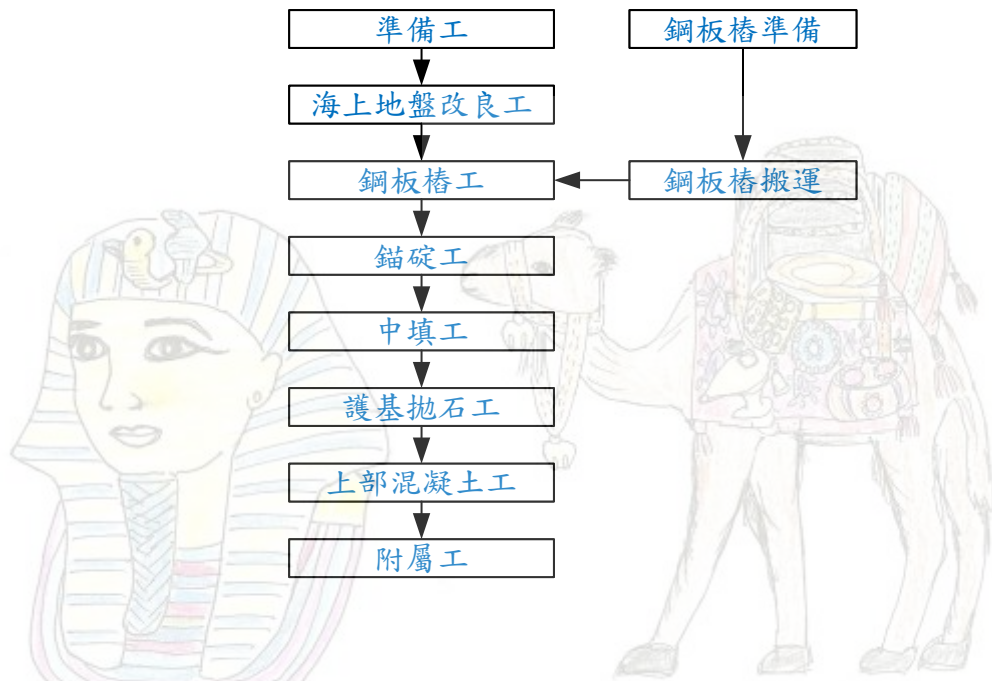 準備工
鋼板樁準備
海上地盤改良工
鋼板樁工
鋼板樁搬運
錨碇工
中填工
護基拋石工
上部混凝土工
附屬工